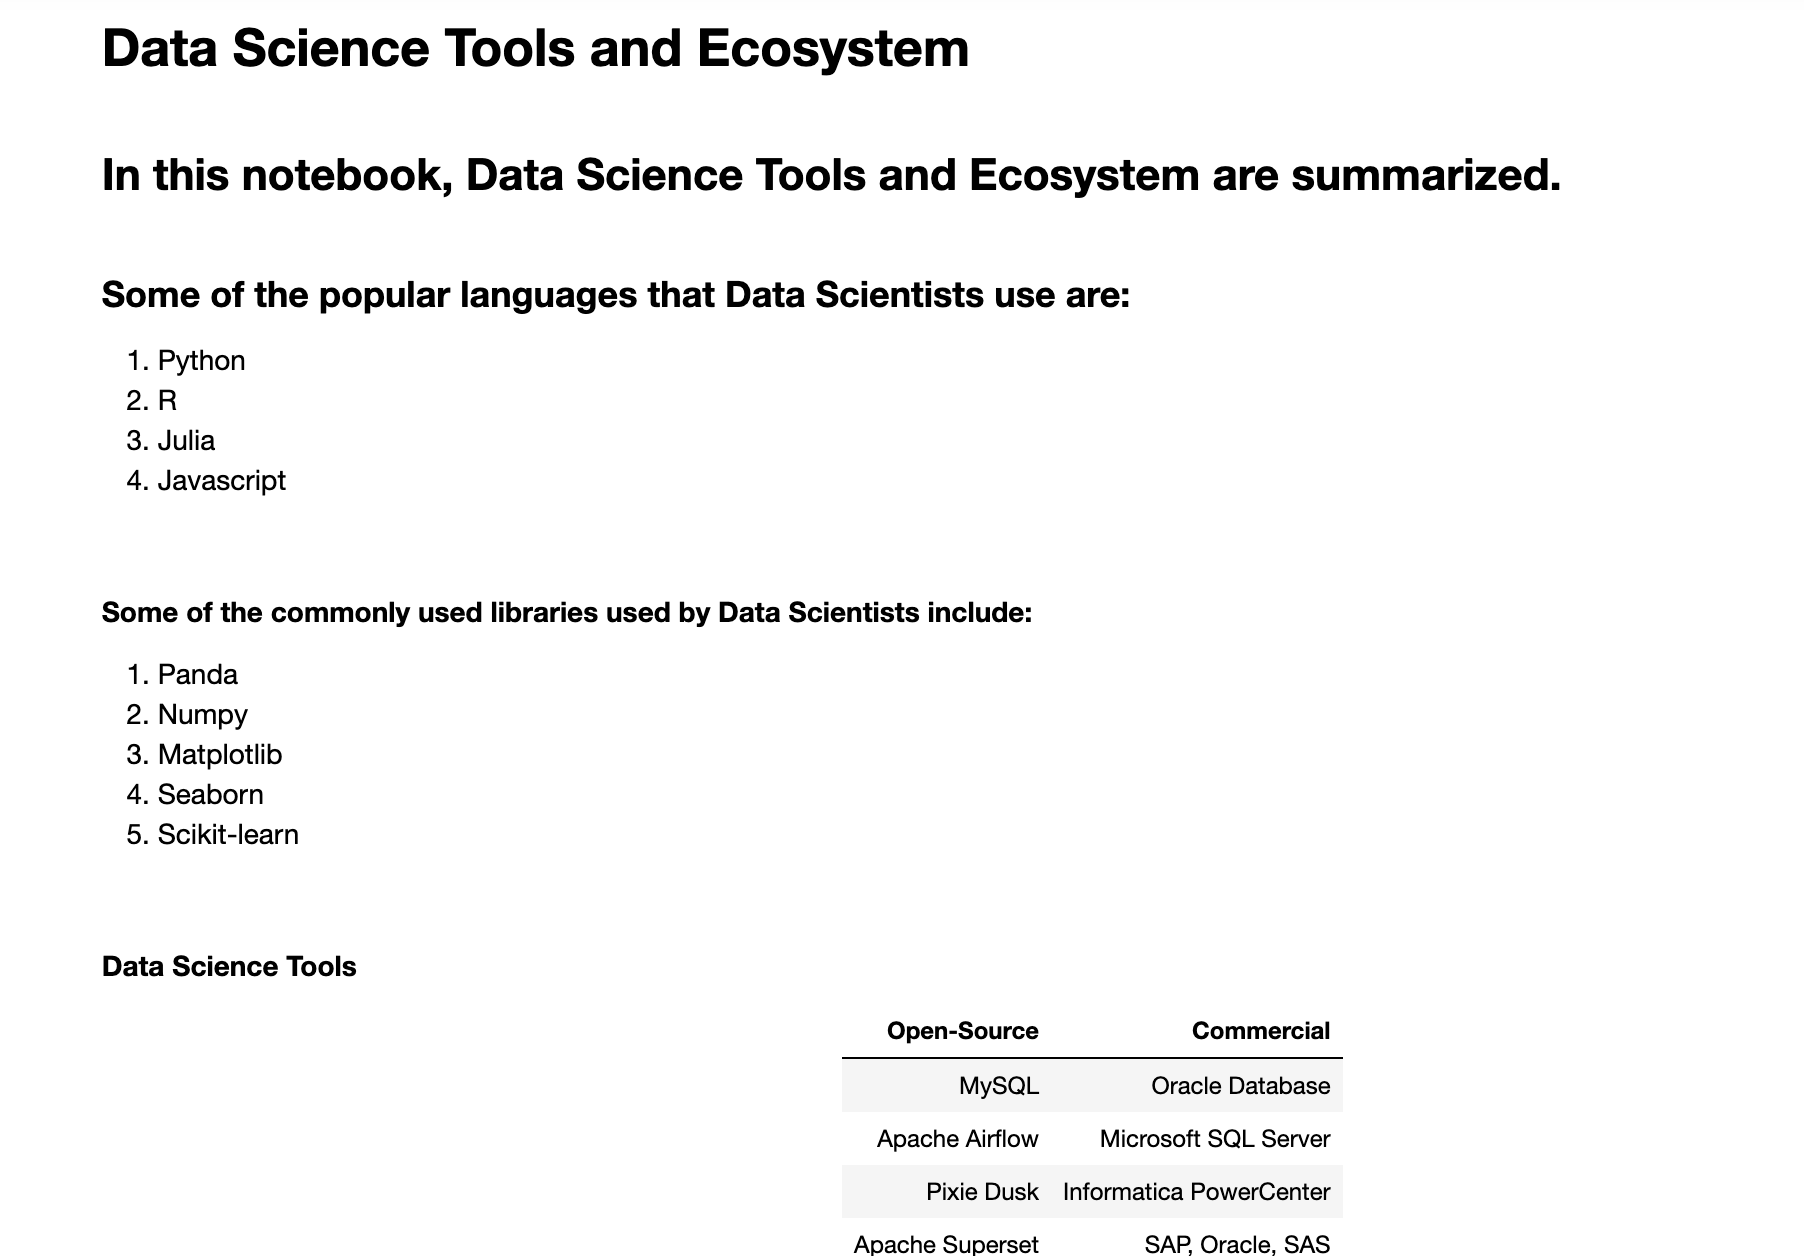 Data Science Tools and Ecosystem
In this notebook, Data Science Tools and Ecosystem are summarized.
Some of the popular languages that Data Scientists use are:
1. Python
2. R
3. Julia
4. Javascript
Some of the commonly used libraries used by Data Scientists include:
1. Panda
2. Numpy
3. Matplotlib
4. Seaborn
5. Scikit-learn
Data Science Tools
Open-Source Commercial
MySQL Oracle Database
Apache Airflow Microsoft SQL Server
Pixie Dusk Informatica PowerCenter
Apache Superset SAP, Oracle, SAS